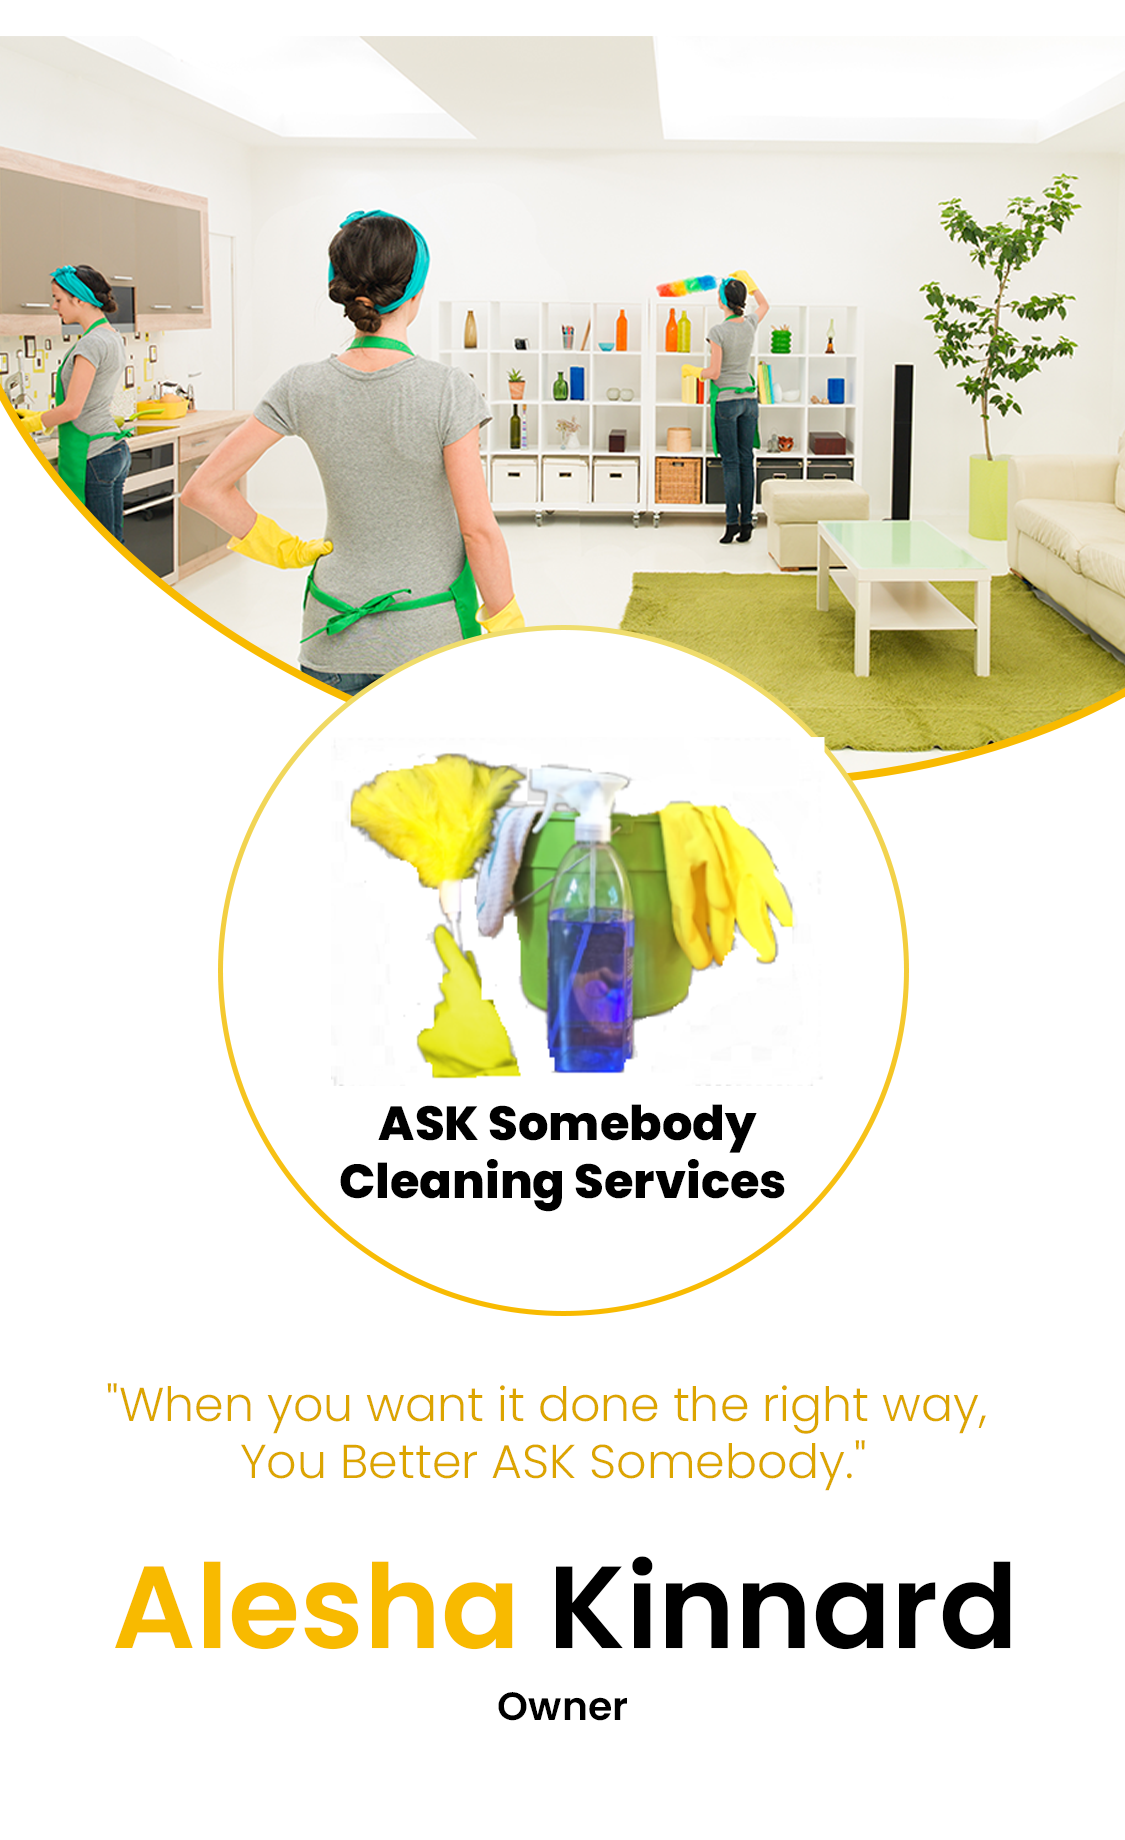 ASK Somebody
Cleaning Services
"When you want it done the right way,
You Better ASK Somebody."
Alesha Kinnard
Owner